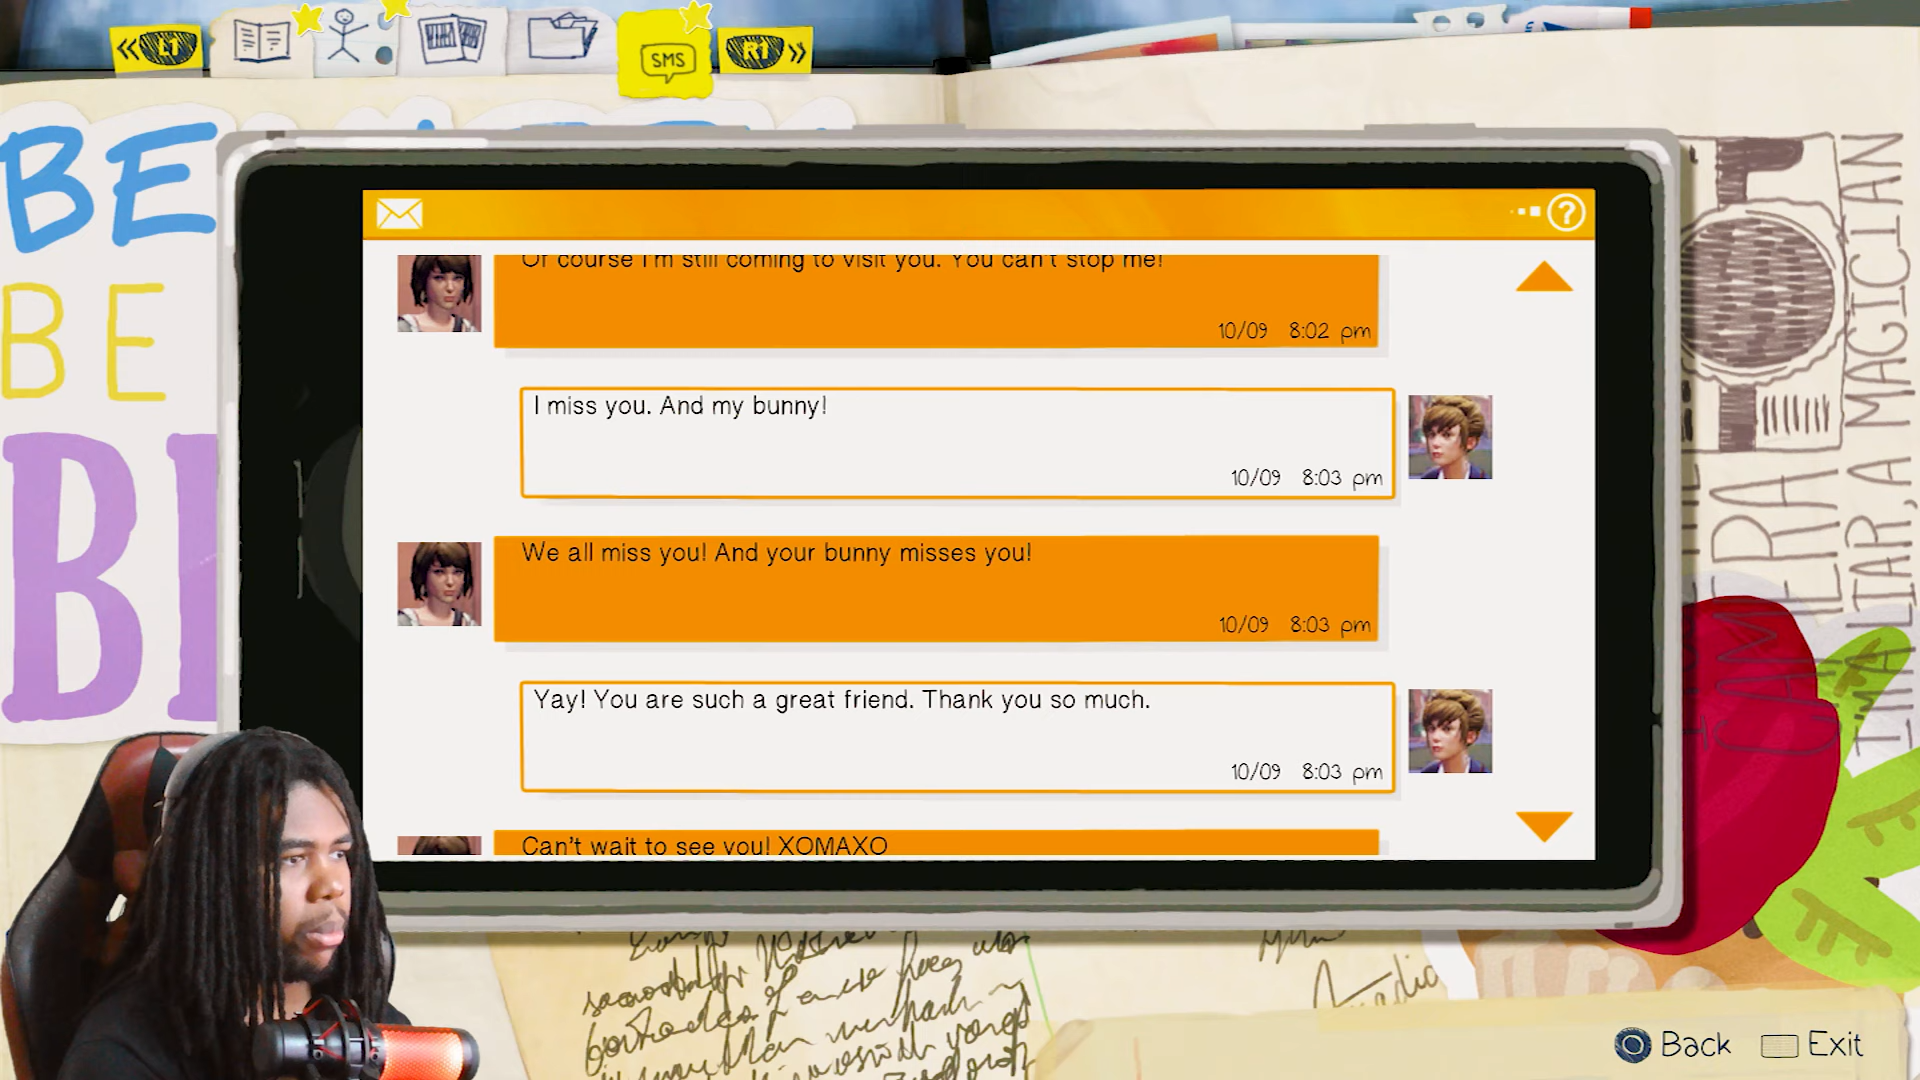 L1
SMS
R1
BE
BE
Of course I'm still coming to visit you. You can't stop me!
10/09 8:02 pm
I miss you. And my bunny!
10/09 8:03 pm
We all miss you! And your bunny misses you!
10/09 8:03 pm
Yay! You are such a great friend. Thank you so much.
10/09 8:03 pm
Can't wait to see you! XOMAXO
CAMERA
LIAR, A MAGICIAN
Back
Exit